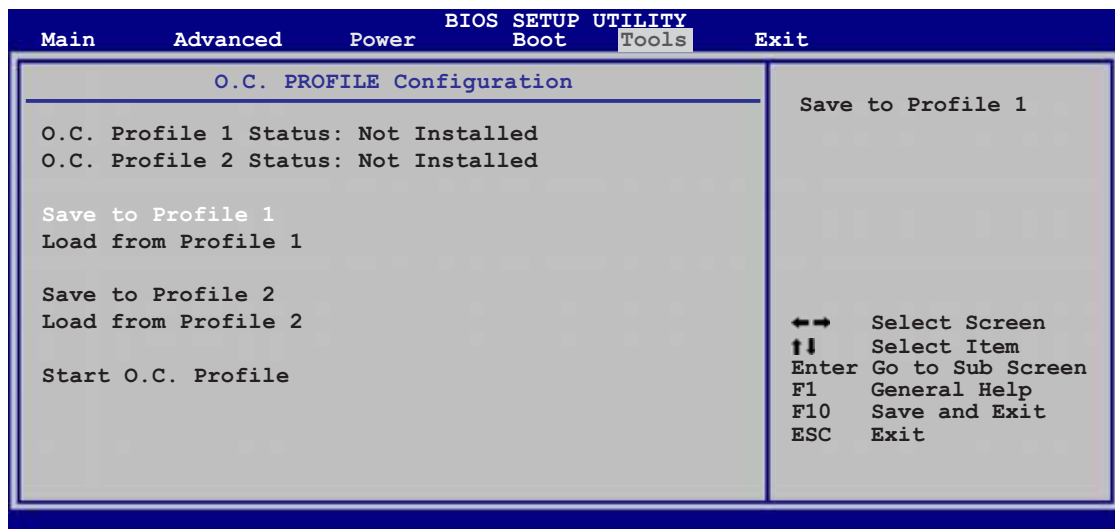 BIOS SETUP UTILITY
Main Advanced Power Boot Tools Exit
O.C. PROFILE Configuration
O.C. Profile 1 Status: Not Installed
O.C. Profile 2 Status: Not Installed
Save to Profile 1
Load from Profile 1
Save to Profile 2
Load from Profile 2
Start O.C. Profile
Save to Profile 1
←→ Select Screen
↑↓ Select Item
Enter Go to Sub Screen
F1 General Help
F10 Save and Exit
ESC Exit